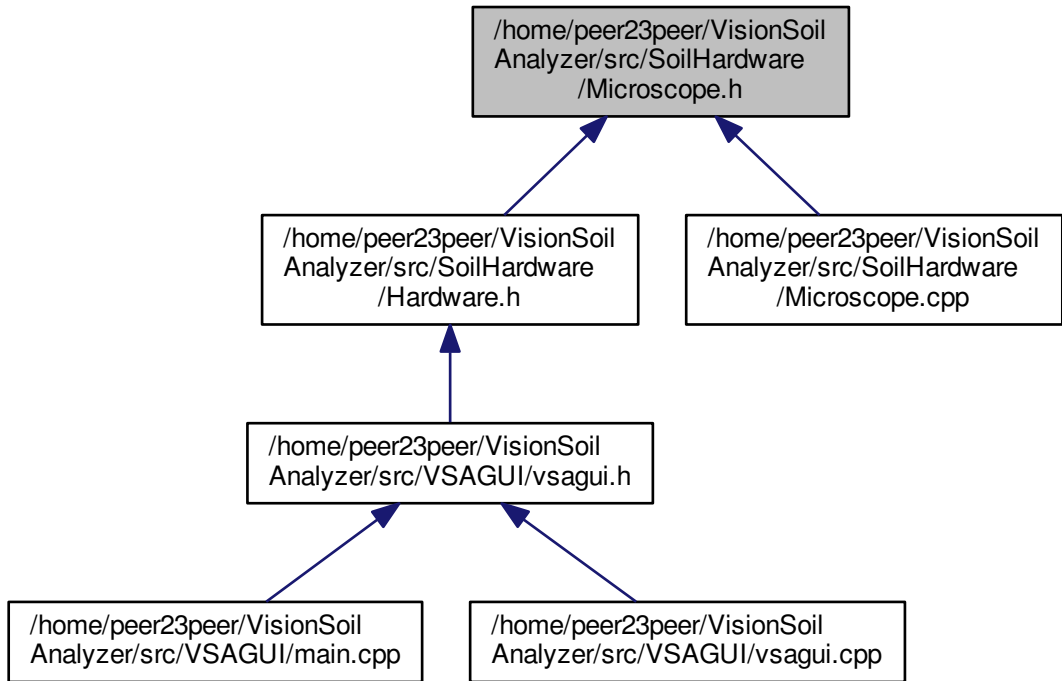 /home/peer23peer/VisionSoil
Analyzer/src/SoilHardware
/Microscope.h
/home/peer23peer/VisionSoil
Analyzer/src/SoilHardware
/Hardware.h
/home/peer23peer/VisionSoil
Analyzer/src/SoilHardware
/Microscope.cpp
/home/peer23peer/VisionSoil
Analyzer/src/VSAGUI/vsagui.h
/home/peer23peer/VisionSoil
Analyzer/src/VSAGUI/main.cpp
/home/peer23peer/VisionSoil
Analyzer/src/VSAGUI/vsagui.cpp